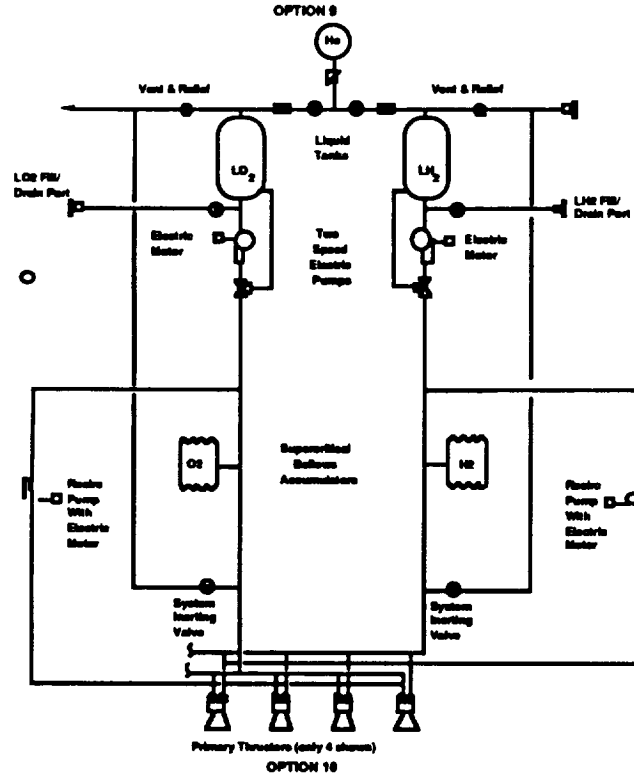 OPTION 9
He
Vent & Relief
Vent & Relief
Liquid
Tanks
LO2
LH2
LO2 Fill/
Drain Port
LH2 Fill/
Drain Port
Electric
Motor
Two
Speed
Electric
Pumps
Electric
Motor
O2
Supercritical
Bellows
Accumulators
H2
Recirc
Pump
With
Electric
Motor
Recirc
Pump
With
Electric
Motor
System
Inerting
Valve
System
Inerting
Valve
Primary Thrusters (only 4 shown)
OPTION 10